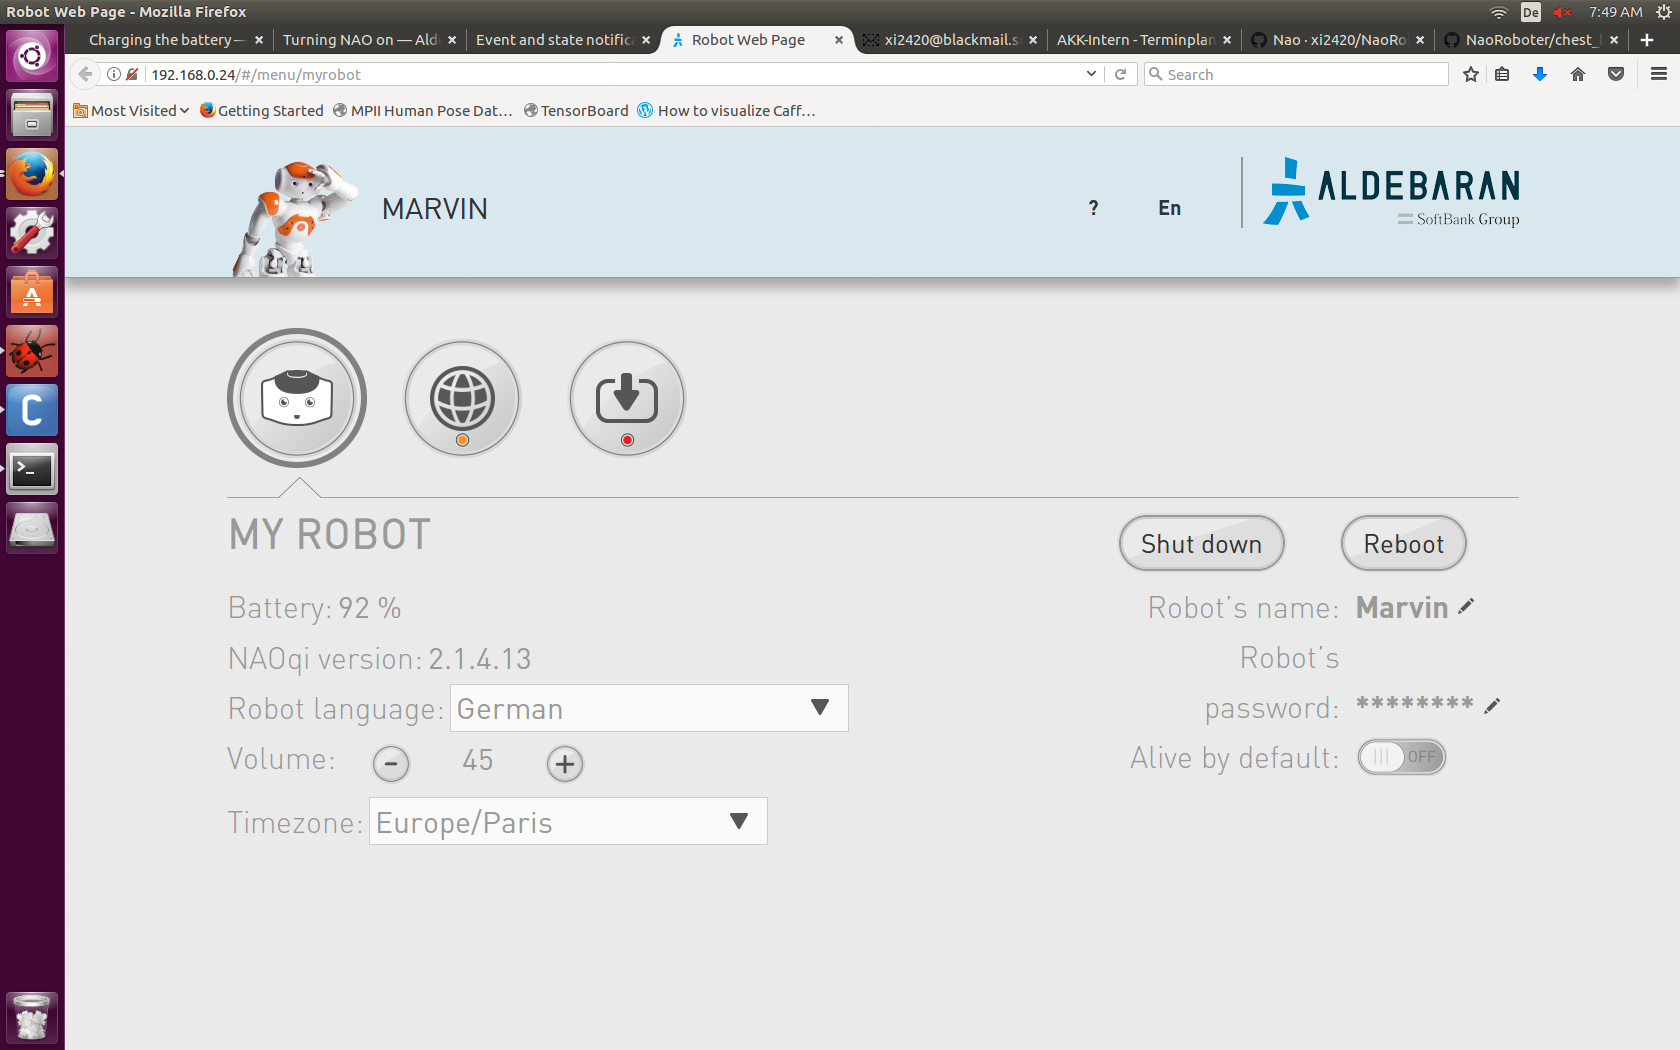 Robot Web Page - Mozilla Firefox
De
7:49 AM
Charging the battery —
Turning NAO on — Ald
Event and state notific
Robot Web Page
xi2420@blackmail.s
AKK-Intern - Terminplan
Nao · xi2420/NaoRo
NaoRoboter/chest_
192.168.0.24/#/menu/myrobot
Search
Most Visited
Getting Started
MPII Human Pose Dat...
TensorBoard
How to visualize Caff...
MARVIN
?
En
ALDEBARAN
SoftBank Group
MY ROBOT
Shut down
Reboot
Battery: 92 %
Robot's name: Marvin
NAOqi version: 2.1.4.13
Robot's
Robot language: German
password: ********
Volume: - 45 +
Alive by default: OFF
Timezone: Europe/Paris